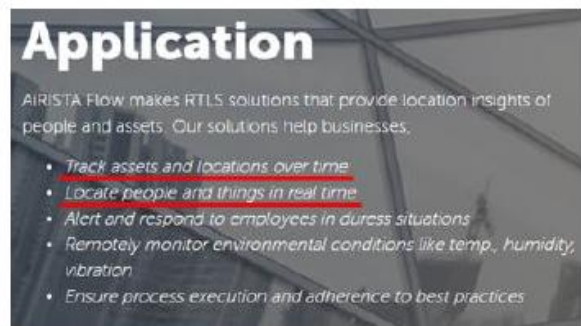 Application
AiRISTA Flow makes RTLS solutions that provide location insights of
people and assets. Our solutions help businesses,
• Track assets and locations over time
• Locate people and things in real time
• Alert and respond to employees in duress situations
• Remotely monitor environmental conditions like temp., humidity,
vibration
• Ensure process execution and adherence to best practices